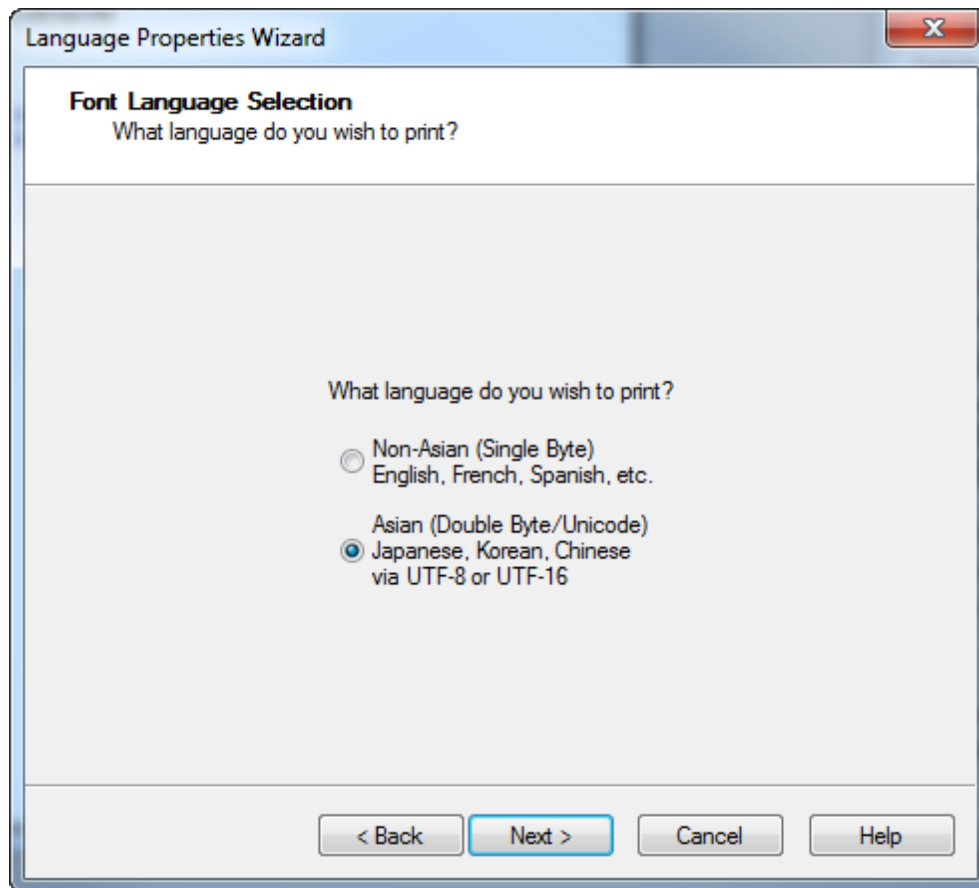 Language Properties Wizard
Font Language Selection
What language do you wish to print?
What language do you wish to print?
Non-Asian (Single Byte)
English, French, Spanish, etc.
Asian (Double Byte/Unicode)
Japanese, Korean, Chinese
via UTF-8 or UTF-16
< Back Next > Cancel Help